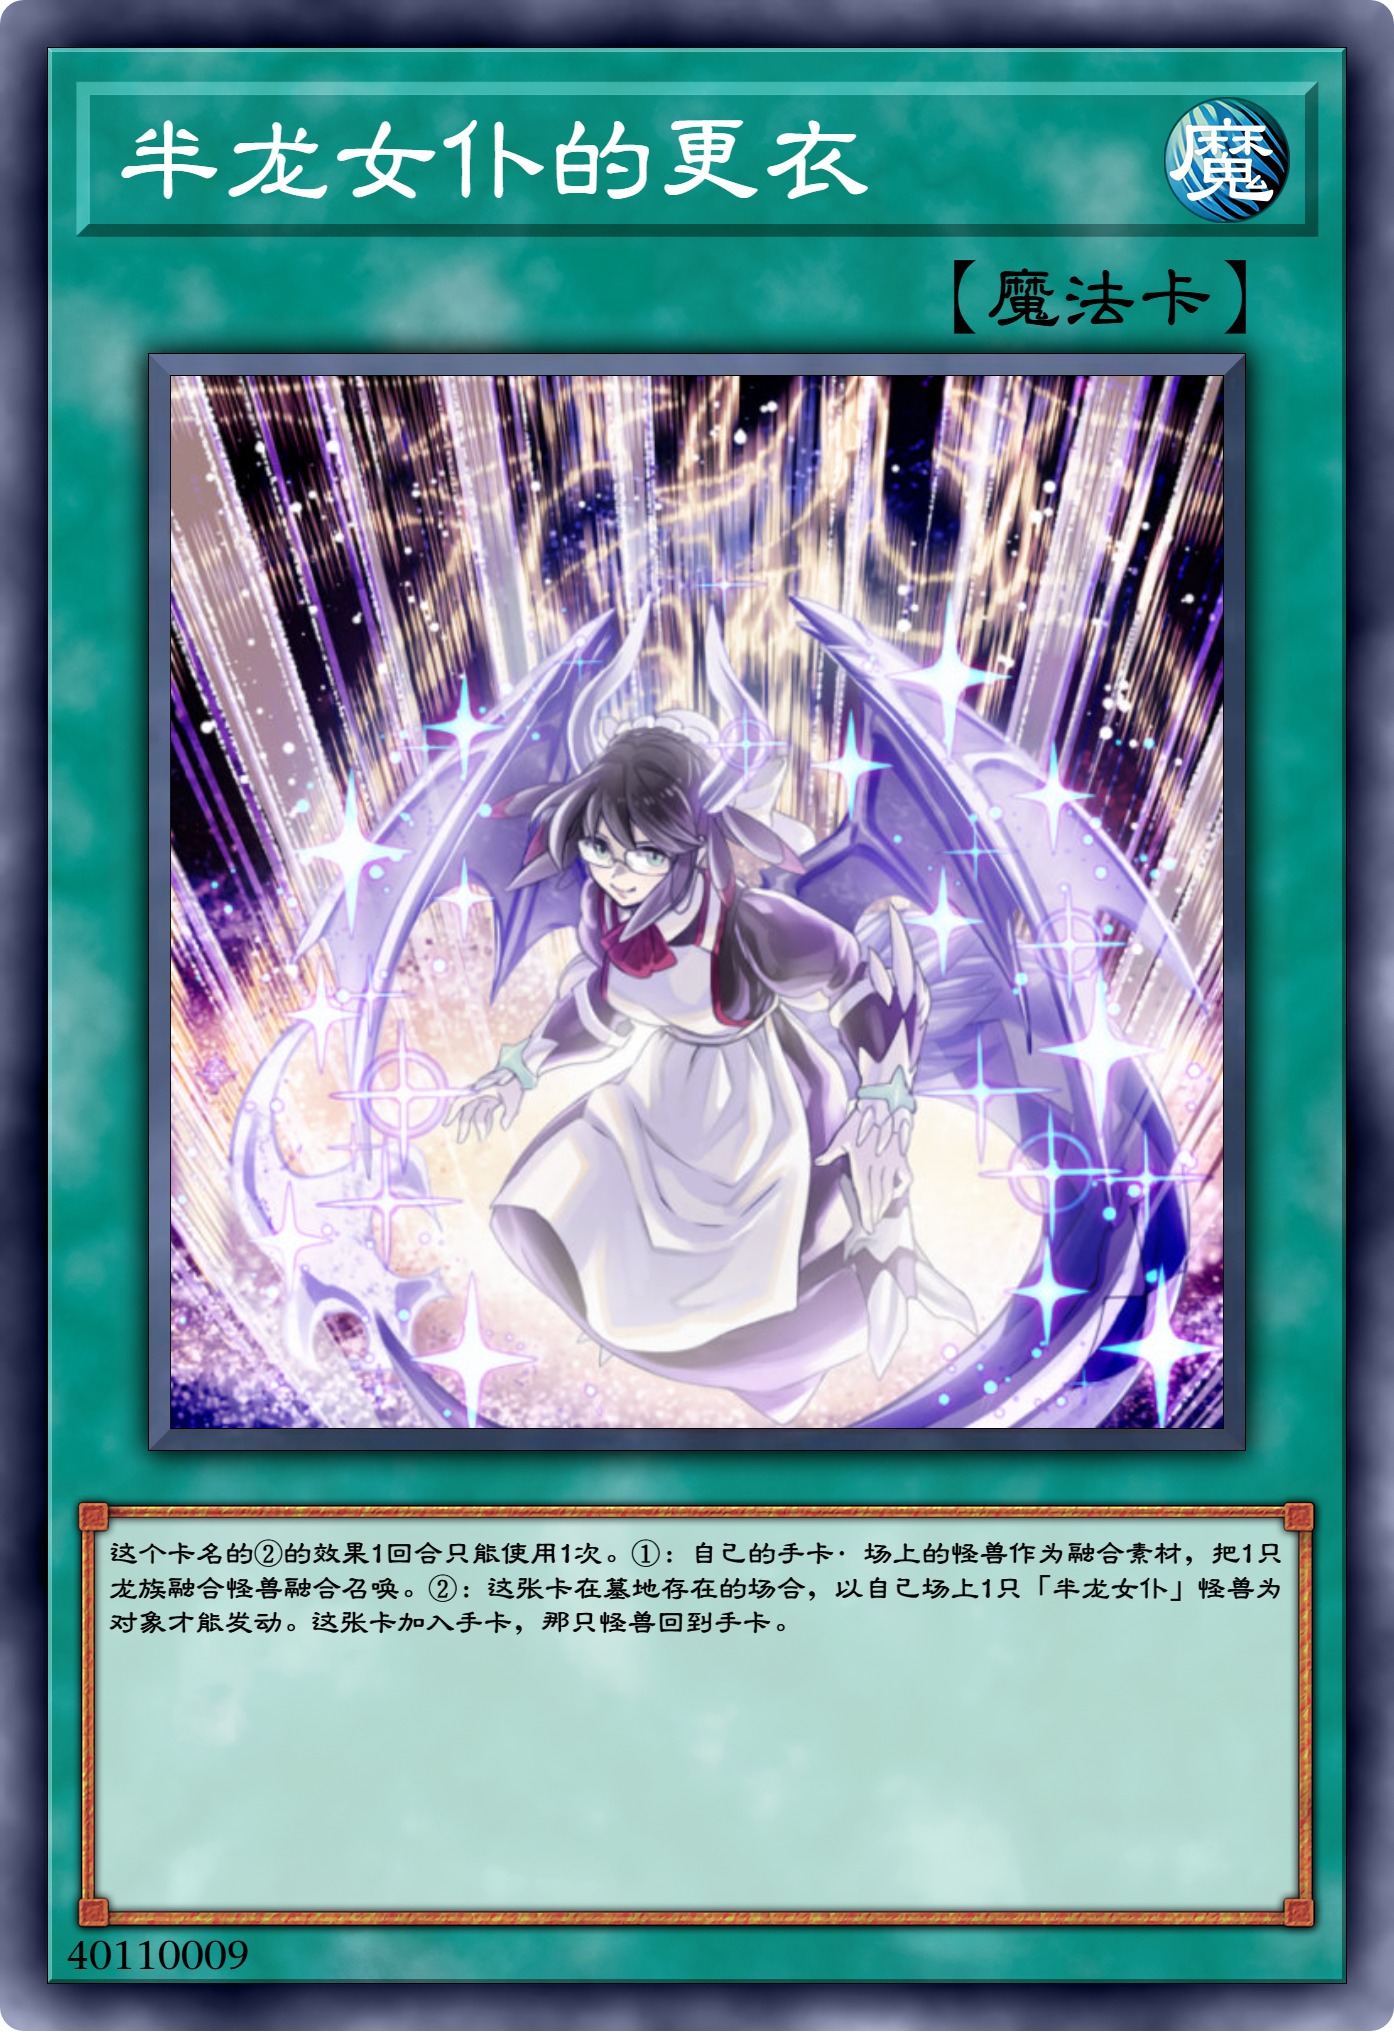 半龙女仆的更衣
魔
【魔法卡】
这个卡名的②的效果1回合只能使用1次。①：自己的手卡·场上的怪兽作为融合素材，把1只
龙族融合怪兽融合召唤。②：这张卡在墓地存在的场合，以自己场上1只「半龙女仆」怪兽为
对象才能发动。这张卡加入手卡，那只怪兽回到手卡。
40110009